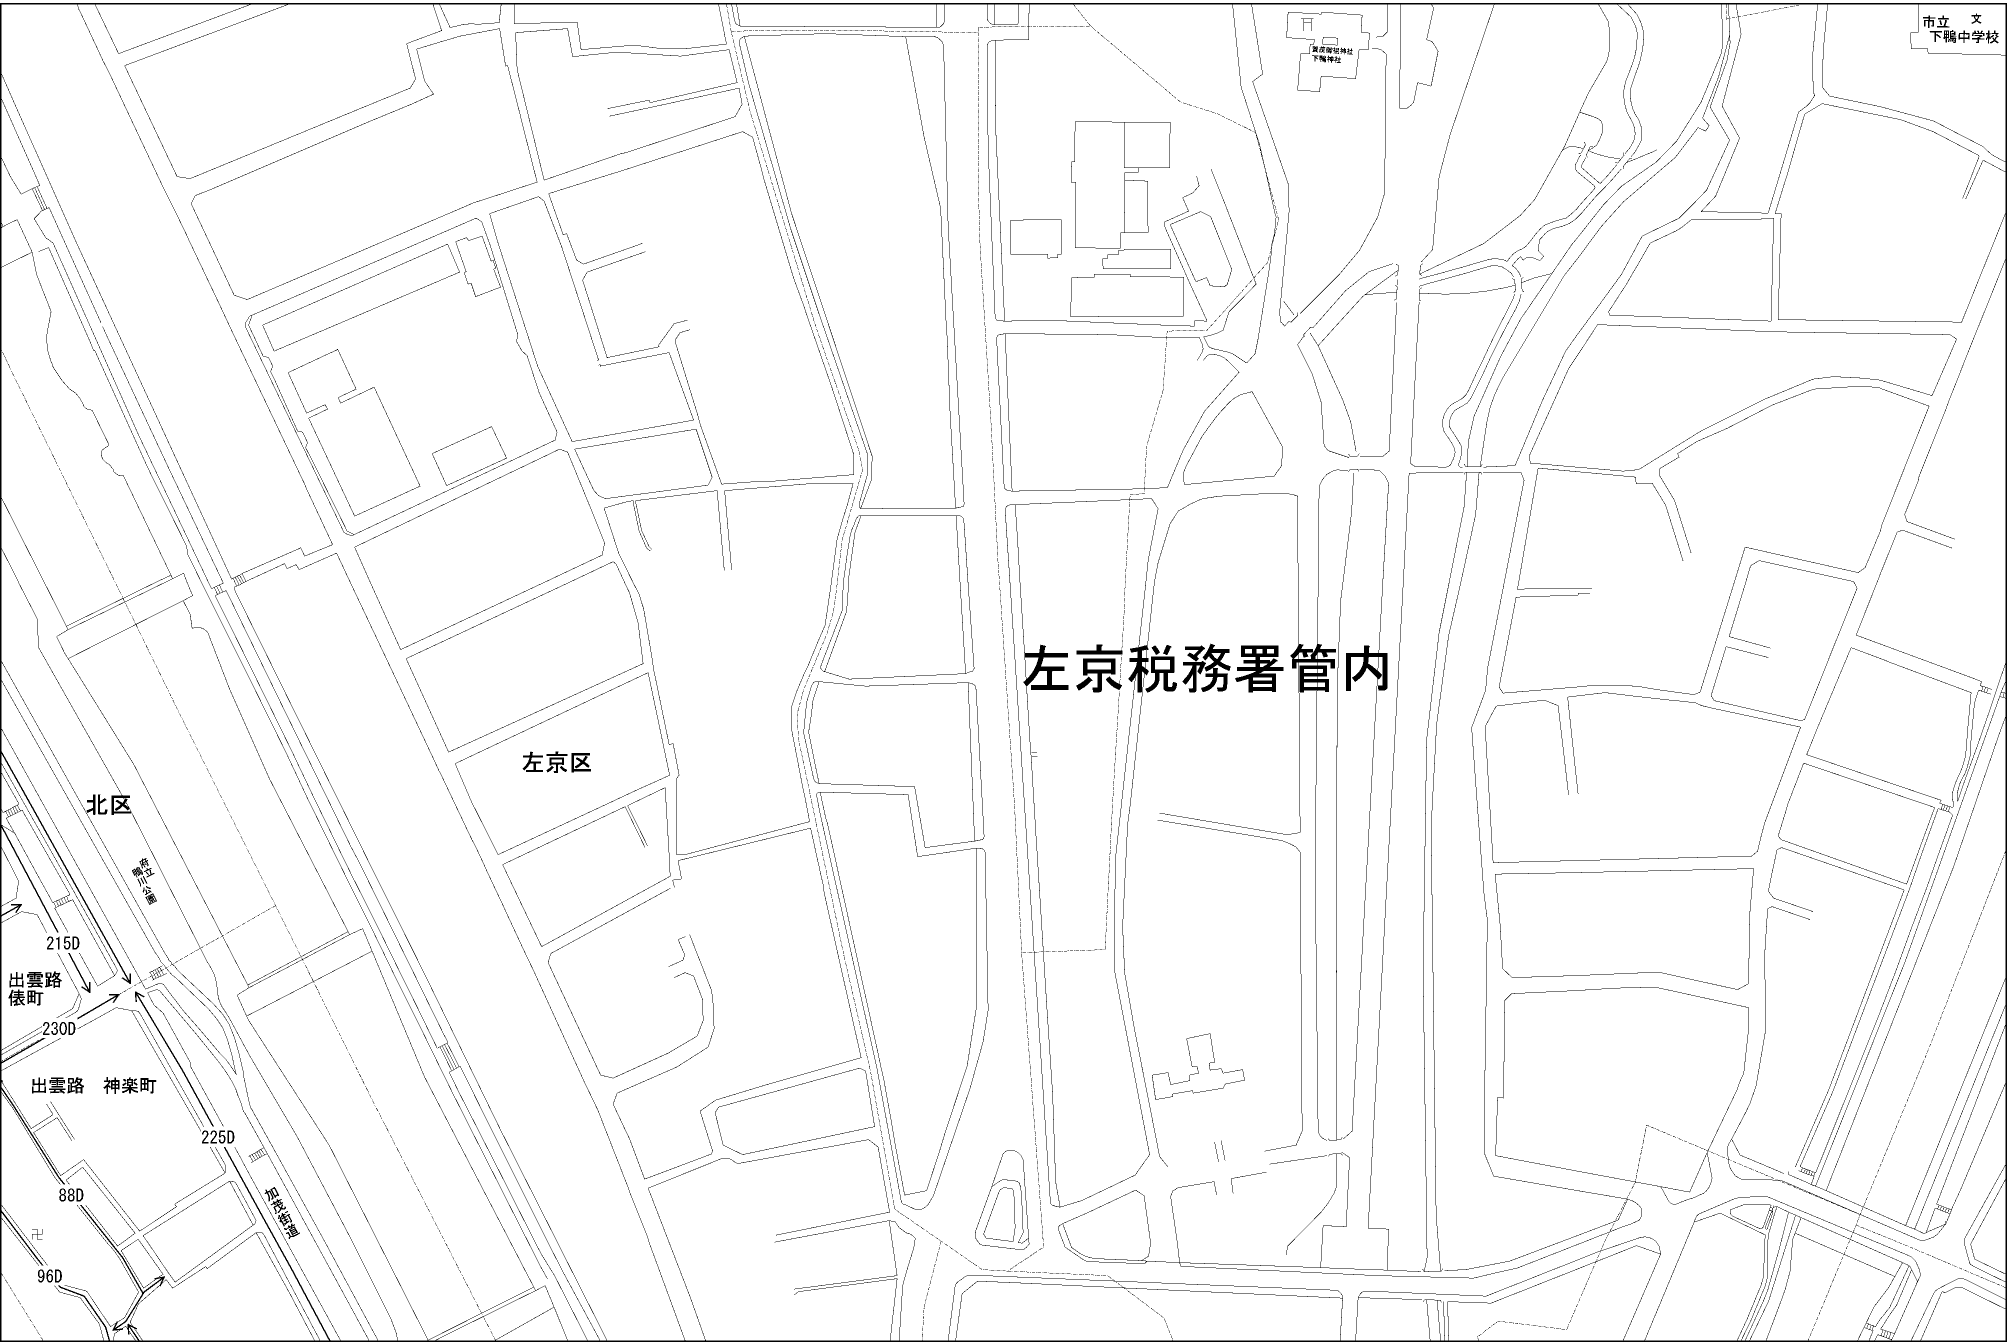 市立 文
下鴨中学校
賀茂御祖神社
下鴨神社
左京税務署管内
左京区
北区
府立
鴨川公園
215D
出雲路
俵町
230D
出雲路 神楽町
225D
88D
加茂街道
96D